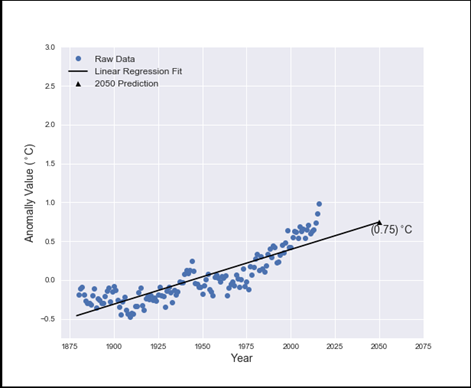 3.0
2.5
2.0
1.5
1.0
0.5
0.0
−0.5
Anomally Value (°C)
Raw Data
Linear Regression Fit
2050 Prediction
(0.75)°C
1875 1900 1925 1950 1975 2000 2025 2050 2075
Year